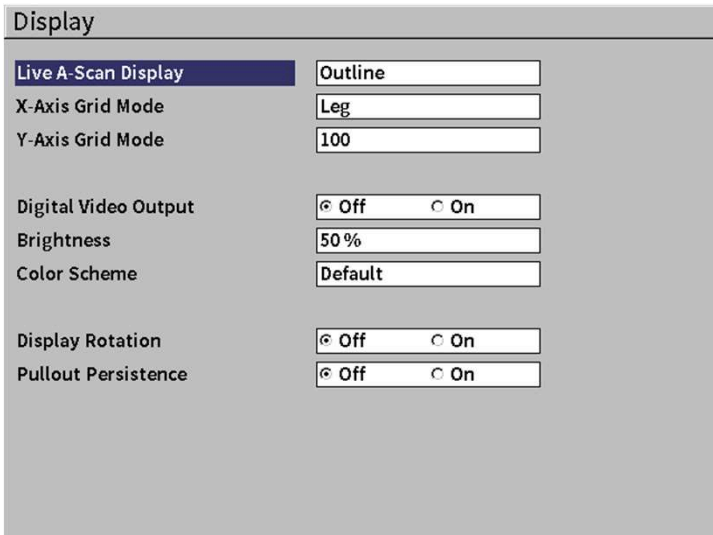 Display
Live A-Scan Display Outline
X-Axis Grid Mode Leg
Y-Axis Grid Mode 100
Digital Video Output Off On
Brightness 50%
Color Scheme Default
Display Rotation Off On
Pullout Persistence Off On